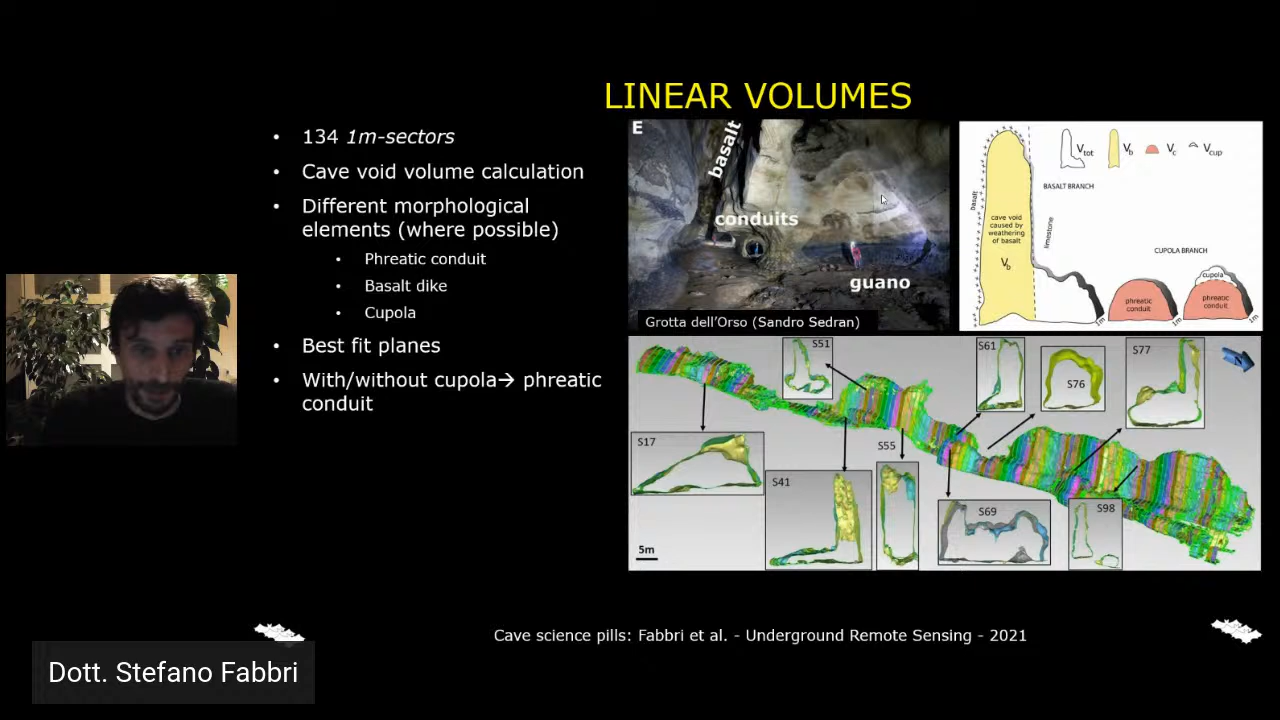 LINEAR VOLUMES
• 134 1m-sectors
• Cave void volume calculation
• Different morphological
elements (where possible)
• Phreatic conduit
• Basalt dike
• Cupola
• Best fit planes
• With/without cupola→ phreatic
conduit
E
basalt
conduits
guano
Grotta dell'Orso (Sandro Sedran)
Vtot
Vb
Vc
Vcup
BASALT BRANCH
basalt
cave void
caused by
weathering
of basalt
Vb
limestone
CUPOLA BRANCH
cupola
phreatic
conduit
phreatic
conduit
1m
1m
1m
S51
S61
S76
S77
S17
S41
S55
S69
S98
5m
Cave science pills: Fabbri et al. - Underground Remote Sensing - 2021
Dott. Stefano Fabbri